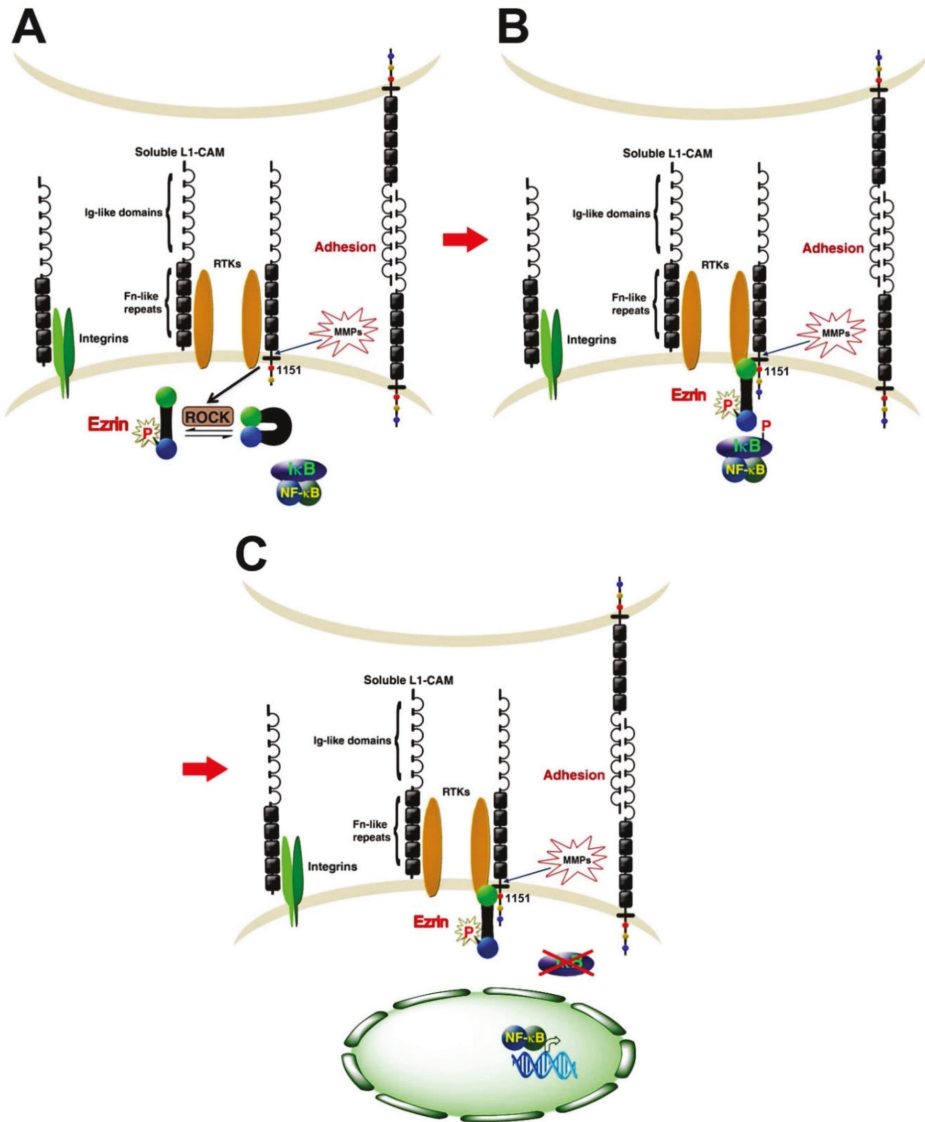 A
Soluble L1-CAM
Ig-like domains
Adhesion
RTKs
Fn-like
repeats
MMPs
Integrins
1151
Ezrin
P
ROCK
IκB
NF-κB
B
Soluble L1-CAM
Ig-like domains
Adhesion
RTKs
Fn-like
repeats
MMPs
Integrins
1151
Ezrin
P
P
IκB
NF-κB
C
Soluble L1-CAM
Ig-like domains
Adhesion
RTKs
Fn-like
repeats
MMPs
Integrins
1151
Ezrin
P
IκB
NF-κB